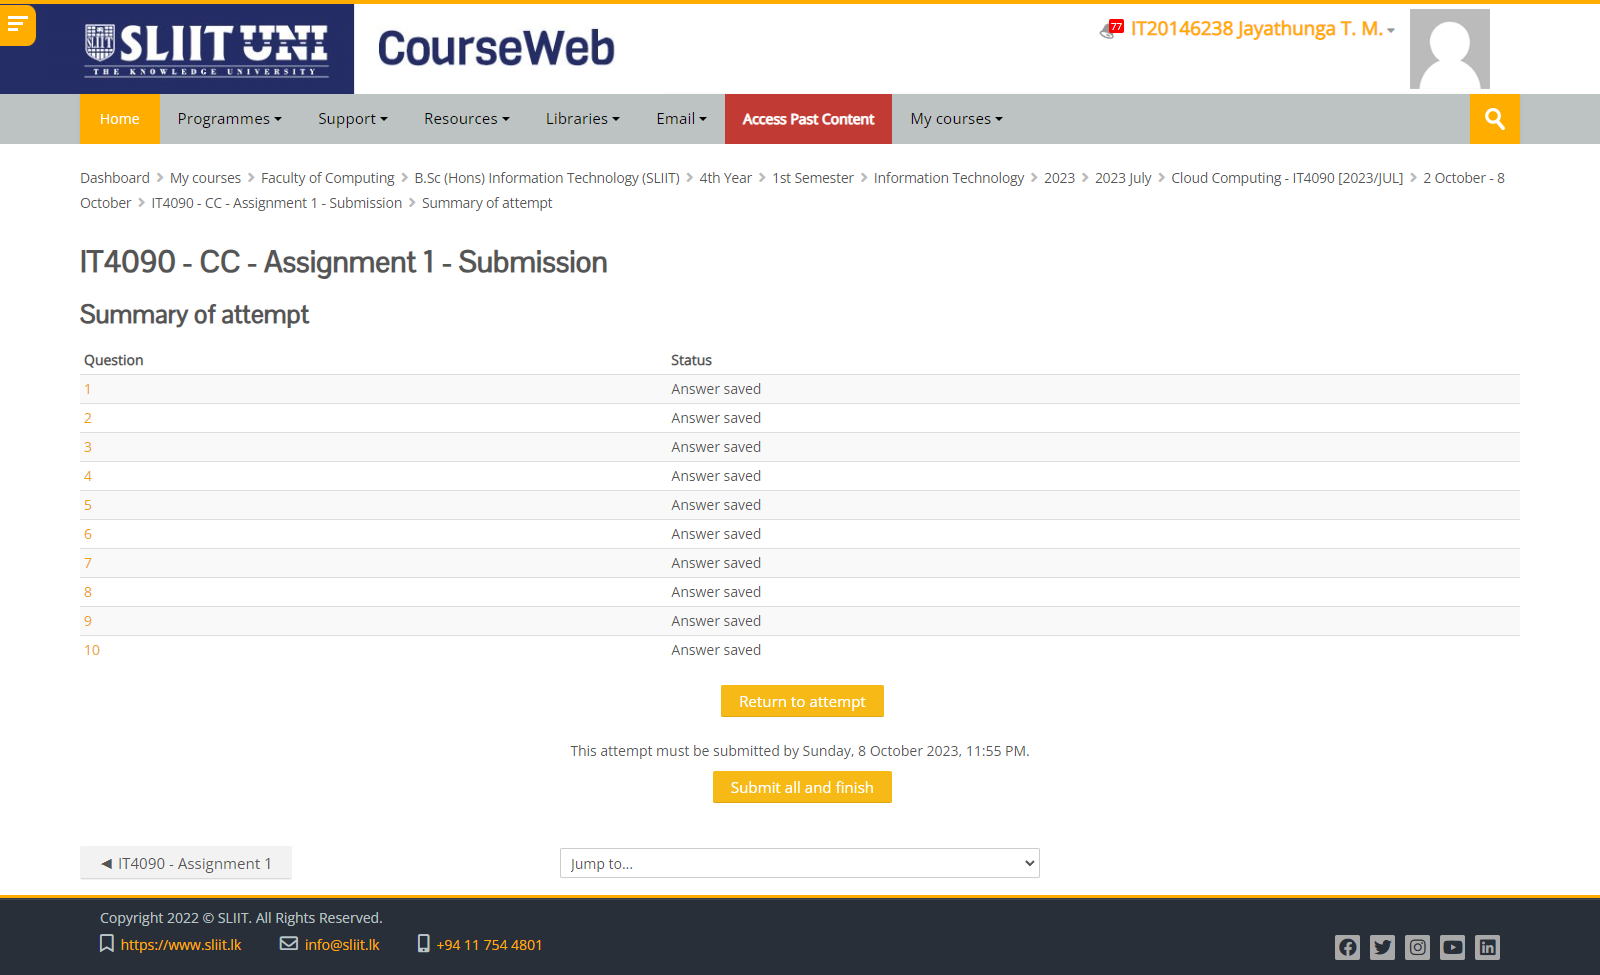 SLIIT UNI
THE KNOWLEDGE UNIVERSITY
CourseWeb
77
IT20146238 Jayathunga T. M.
Home Programmes Support Resources Libraries Email Access Past Content My courses
Dashboard My courses Faculty of Computing B.Sc (Hons) Information Technology (SLIIT) 4th Year 1st Semester Information Technology 2023 2023 July Cloud Computing - IT4090 [2023/JUL] 2 October - 8
October IT4090 - CC - Assignment 1 - Submission Summary of attempt
IT4090 - CC - Assignment 1 - Submission
Summary of attempt
Question Status
1 Answer saved
2 Answer saved
3 Answer saved
4 Answer saved
5 Answer saved
6 Answer saved
7 Answer saved
8 Answer saved
9 Answer saved
10 Answer saved
Return to attempt
This attempt must be submitted by Sunday, 8 October 2023, 11:55 PM.
Submit all and finish
◄ IT4090 - Assignment 1
Jump to...
Copyright 2022 © SLIIT. All Rights Reserved.
https://www.sliit.lk info@sliit.lk +94 11 754 4801